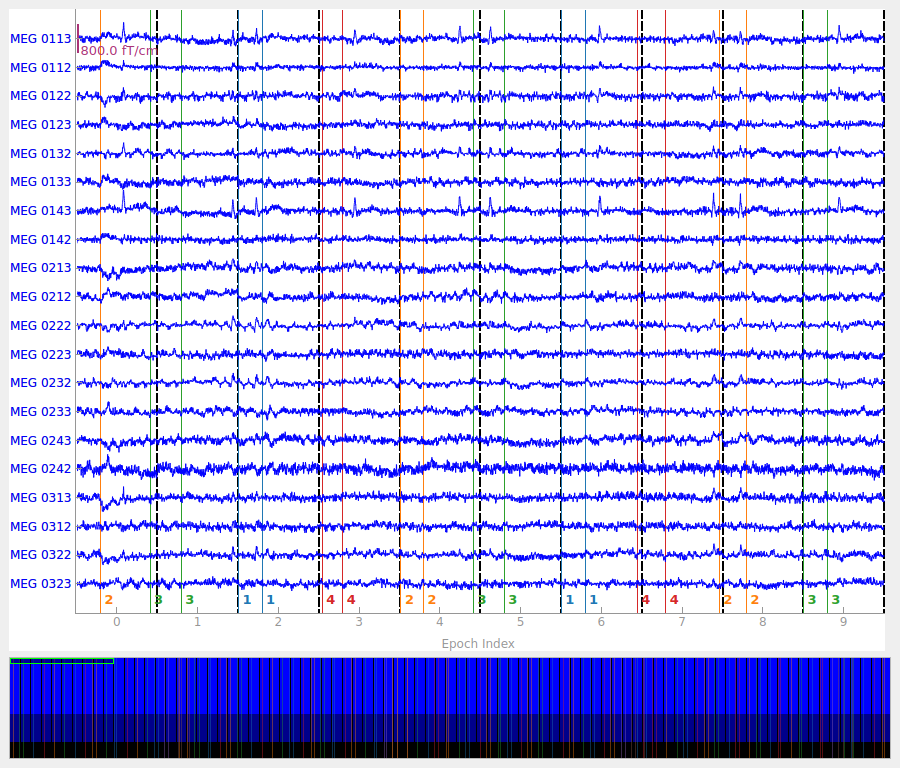 MEG 0113
800.0 fT/cm
MEG 0112
MEG 0122
MEG 0123
MEG 0132
MEG 0133
MEG 0143
MEG 0142
MEG 0213
MEG 0212
MEG 0222
MEG 0223
MEG 0232
MEG 0233
MEG 0243
MEG 0242
MEG 0313
MEG 0312
MEG 0322
MEG 0323
2 3 3 1 1 4 4 2 2 3 3 1 1 4 4 2 2 3 3
0 1 2 3 4 5 6 7 8 9
Epoch Index